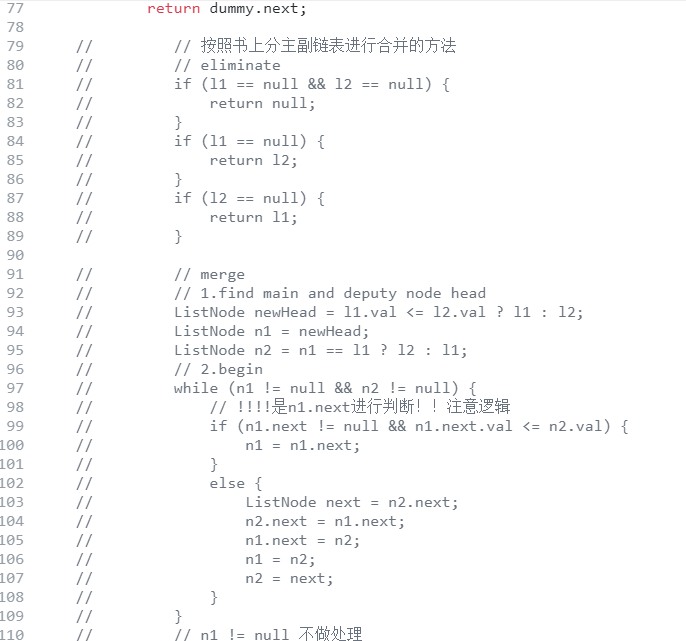 77 return dummy.next;
78
79 // // 按照书上分主副链表进行合并的方法
80 // // eliminate
81 // if (l1 == null && l2 == null) {
82 // return null;
83 // }
84 // if (l1 == null) {
85 // return l2;
86 // }
87 // if (l2 == null) {
88 // return l1;
89 // }
90
91 // // merge
92 // // 1.find main and deputy node head
93 // ListNode newHead = l1.val <= l2.val ? l1 : l2;
94 // ListNode n1 = newHead;
95 // ListNode n2 = n1 == l1 ? l2 : l1;
96 // // 2.begin
97 // while (n1 != null && n2 != null) {
98 // // !!!!是n1.next进行判断！！注意逻辑
99 // if (n1.next != null && n1.next.val <= n2.val) {
100 // n1 = n1.next;
101 // }
102 // else {
103 // ListNode next = n2.next;
104 // n2.next = n1.next;
105 // n1.next = n2;
106 // n1 = n2;
107 // n2 = next;
108 // }
109 // }
110 // // n1 != null 不做处理